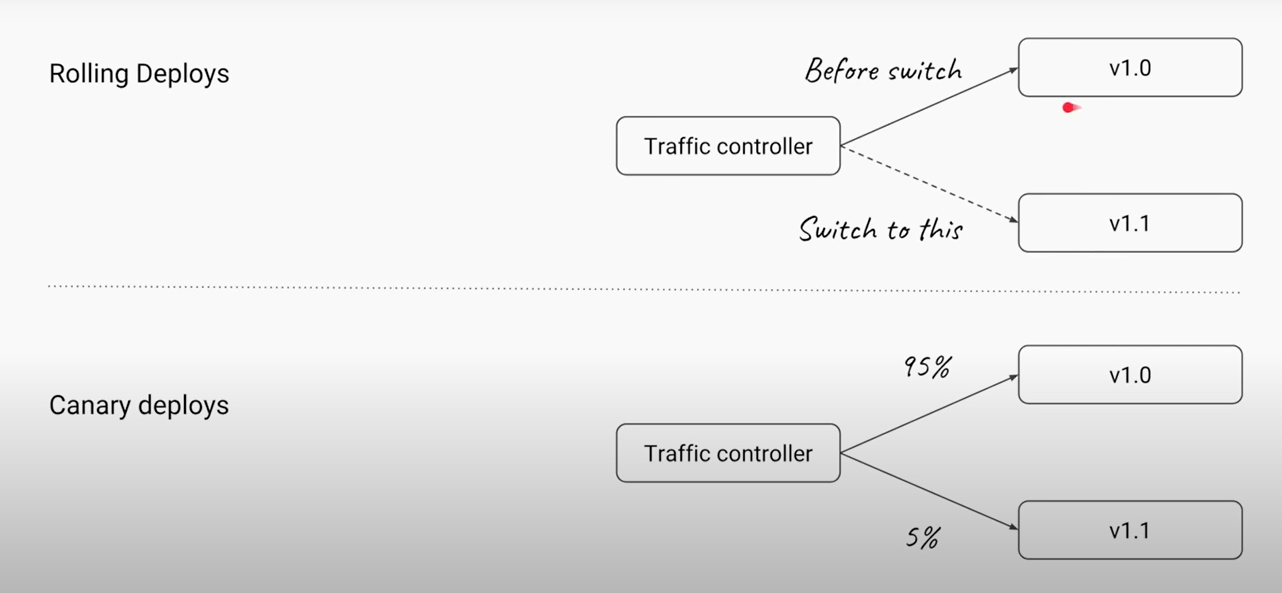 Rolling Deploys
Before switch
v1.0
Traffic controller
Switch to this
v1.1
Canary deploys
95%
v1.0
Traffic controller
5%
v1.1